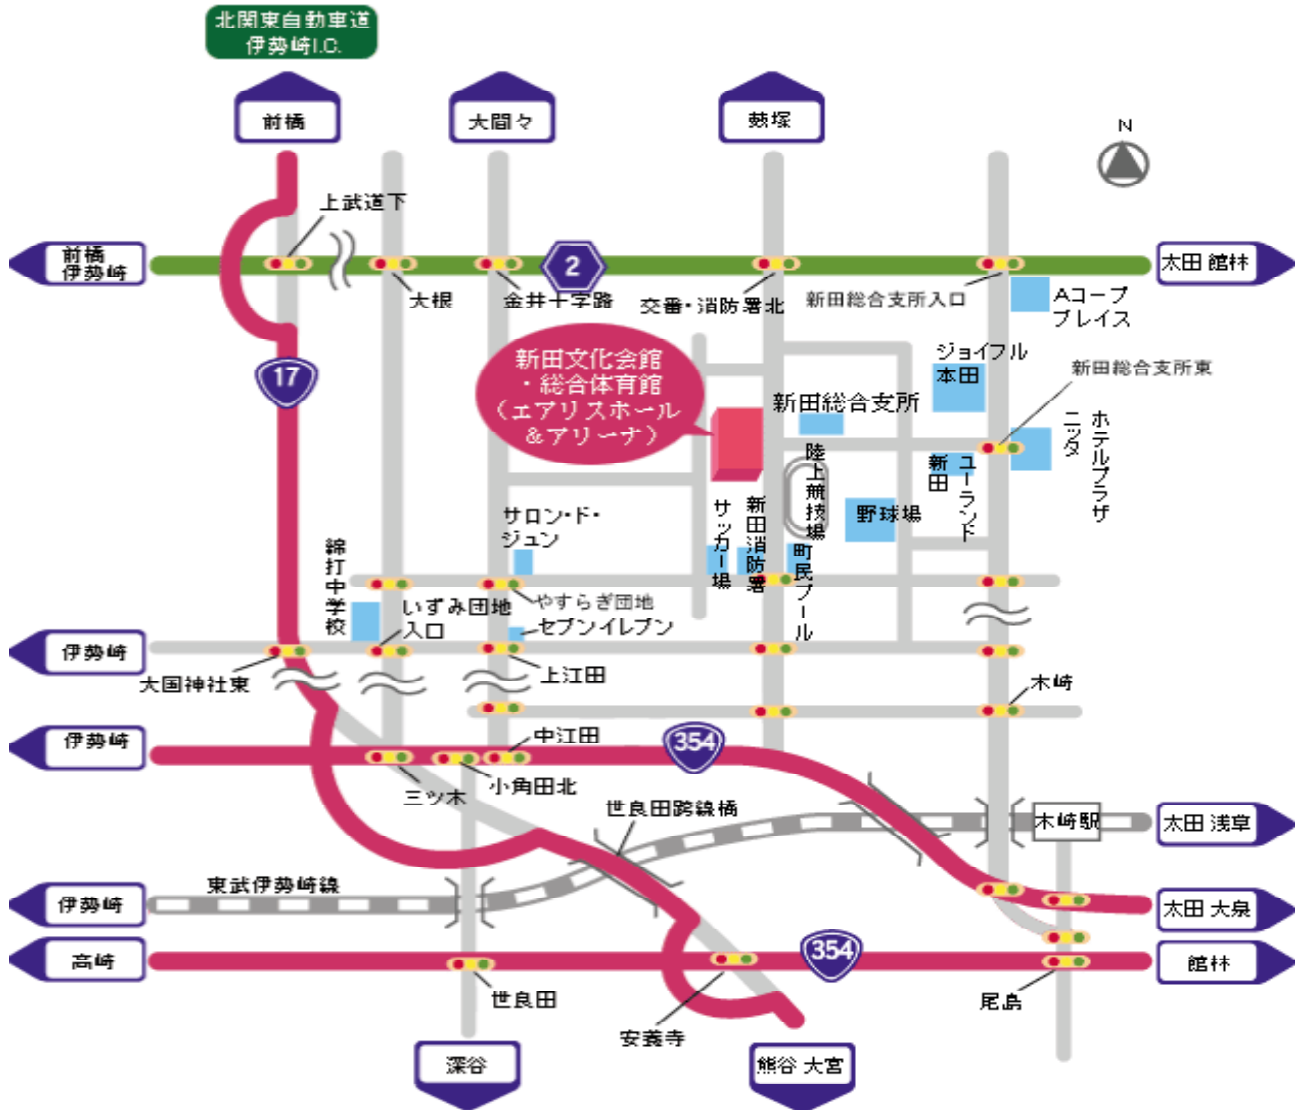 北関東自動車道
伊勢崎I.C.
前橋
大間々
薮塚
N
上武道下
前橋
伊勢崎
2
太田 館林
大根
金井十字路
交番・消防署北
新田総合支所入口
Aコープ
プレイス
17
新田文化会館
・総合体育館
(エアリスホール
&アリーナ)
ジョイフル
本田
新田総合支所東
新田総合支所
ホテルプラザ
ニッタ
陸上競技場
ユーランド
新田
野球場
サッカー場
新田消防署
町民プール
サロン・ド・
ジュン
綿打中学校
いずみ団地
入口
やすらぎ団地
セブンイレブン
伊勢崎
大国神社東
上江田
木崎
伊勢崎
中江田
354
小角田北
三ツ木
世良田跨線橋
木崎駅
太田 浅草
東武伊勢崎線
伊勢崎
太田 大泉
高崎
354
館林
世良田
尾島
安養寺
深谷
熊谷 大宮